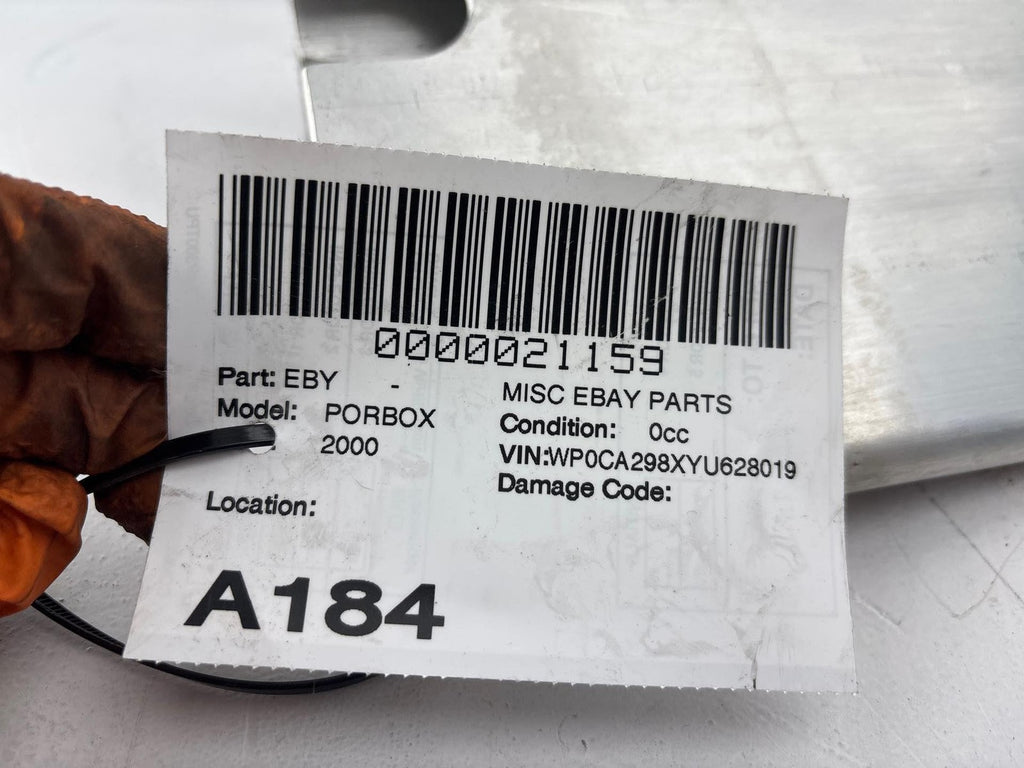 0000021159
Part: EBY - MISC EBAY PARTS
Model: PORBOX Condition: 0cc
2000 VIN:WP0CA298XYU628019
Damage Code:
Location:
A184